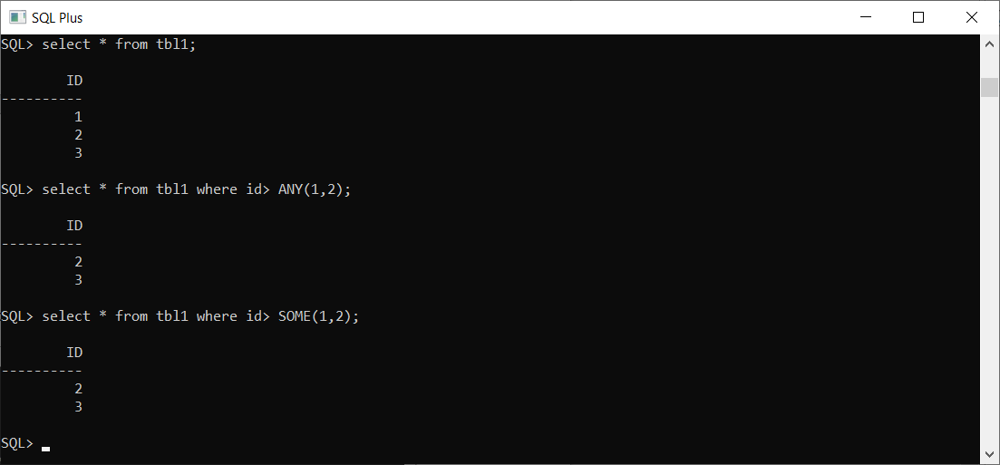 SQL Plus
SQL> select * from tbl1;
ID
----------
1
2
3
SQL> select * from tbl1 where id> ANY(1,2);
ID
----------
2
3
SQL> select * from tbl1 where id> SOME(1,2);
ID
----------
2
3
SQL>